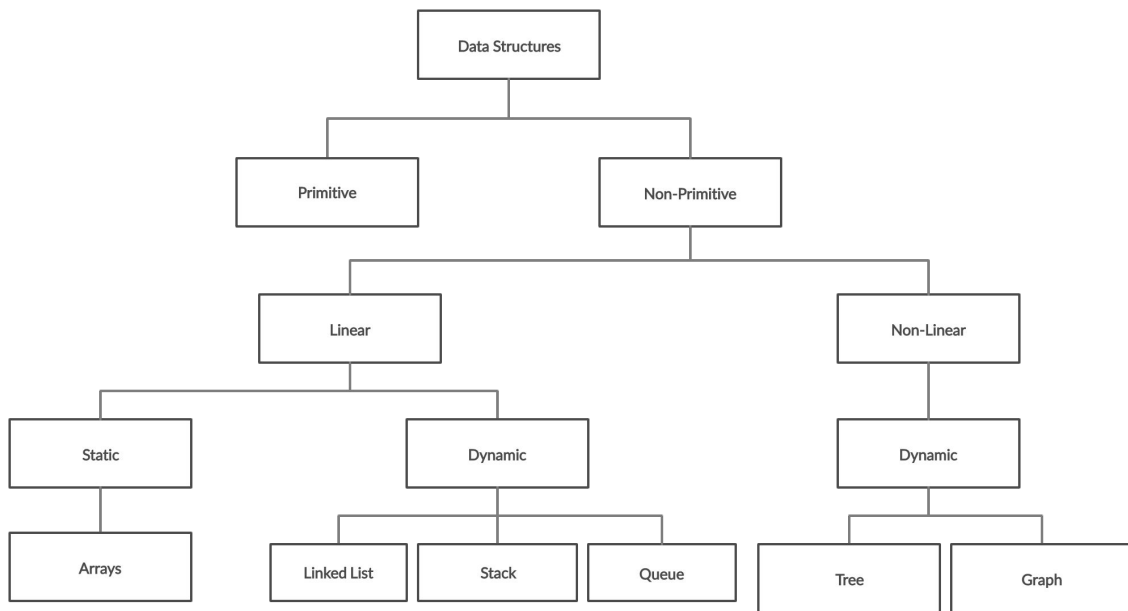 Data Structures
Primitive
Non-Primitive
Linear
Non-Linear
Static
Dynamic
Dynamic
Arrays
Linked List
Stack
Queue
Tree
Graph